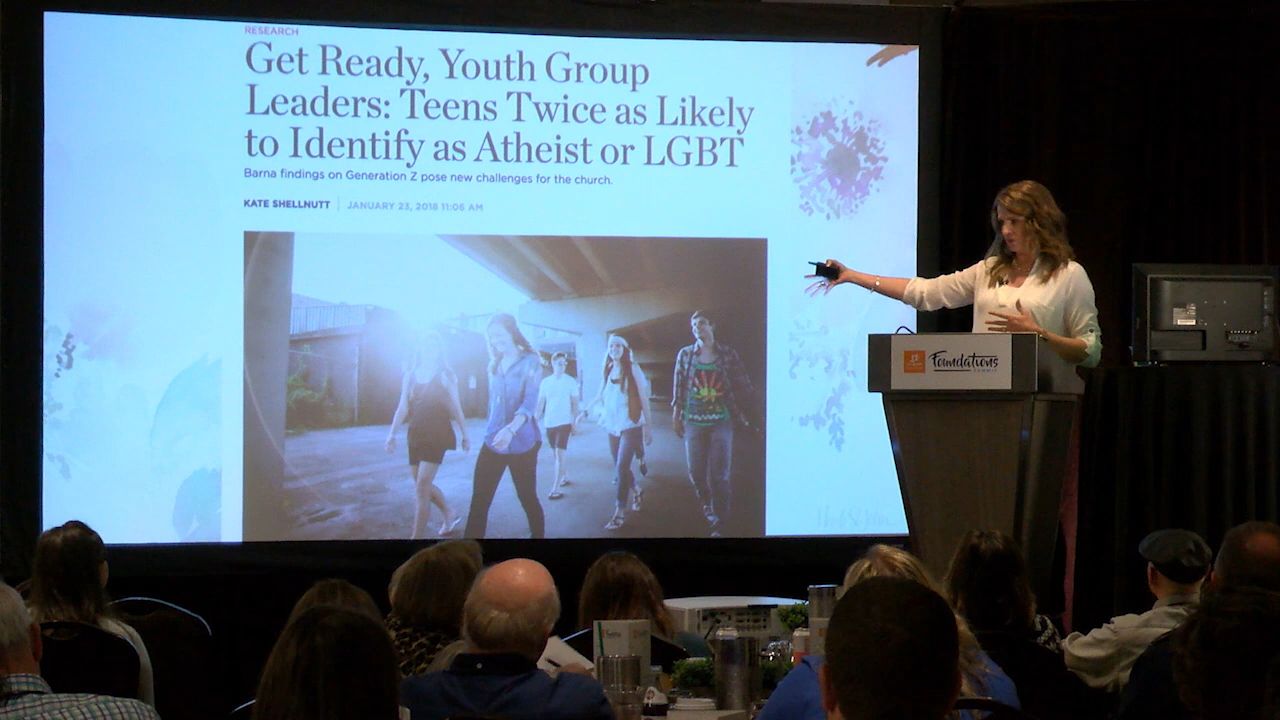 RESEARCH
Get Ready, Youth Group
Leaders: Teens Twice as Likely
to Identify as Atheist or LGBT
Barna findings on Generation Z pose new challenges for the church.
KATE SHELLNUTT | JANUARY 23, 2018 11:06 AM
Foundations
SUMMIT